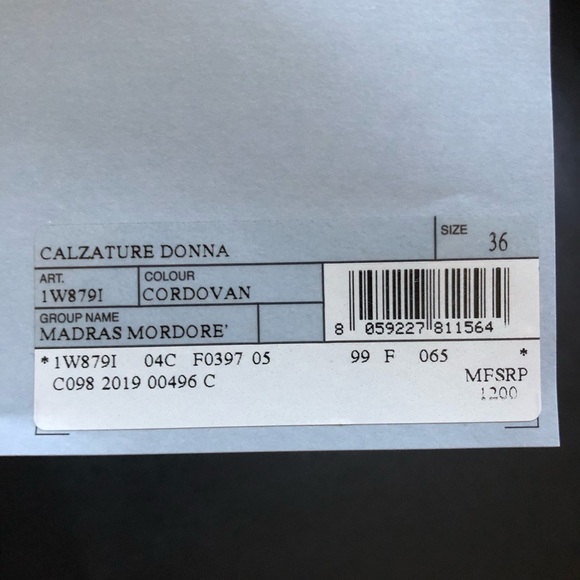 SIZE 36
CALZATURE DONNA
ART. COLOUR
1W879I CORDOVAN
GROUP NAME
MADRAS MORDORE'
8 059227 811564
*1W879I 04C F0397 05 99 F 065 *
C098 2019 00496 C MFSRP
1200